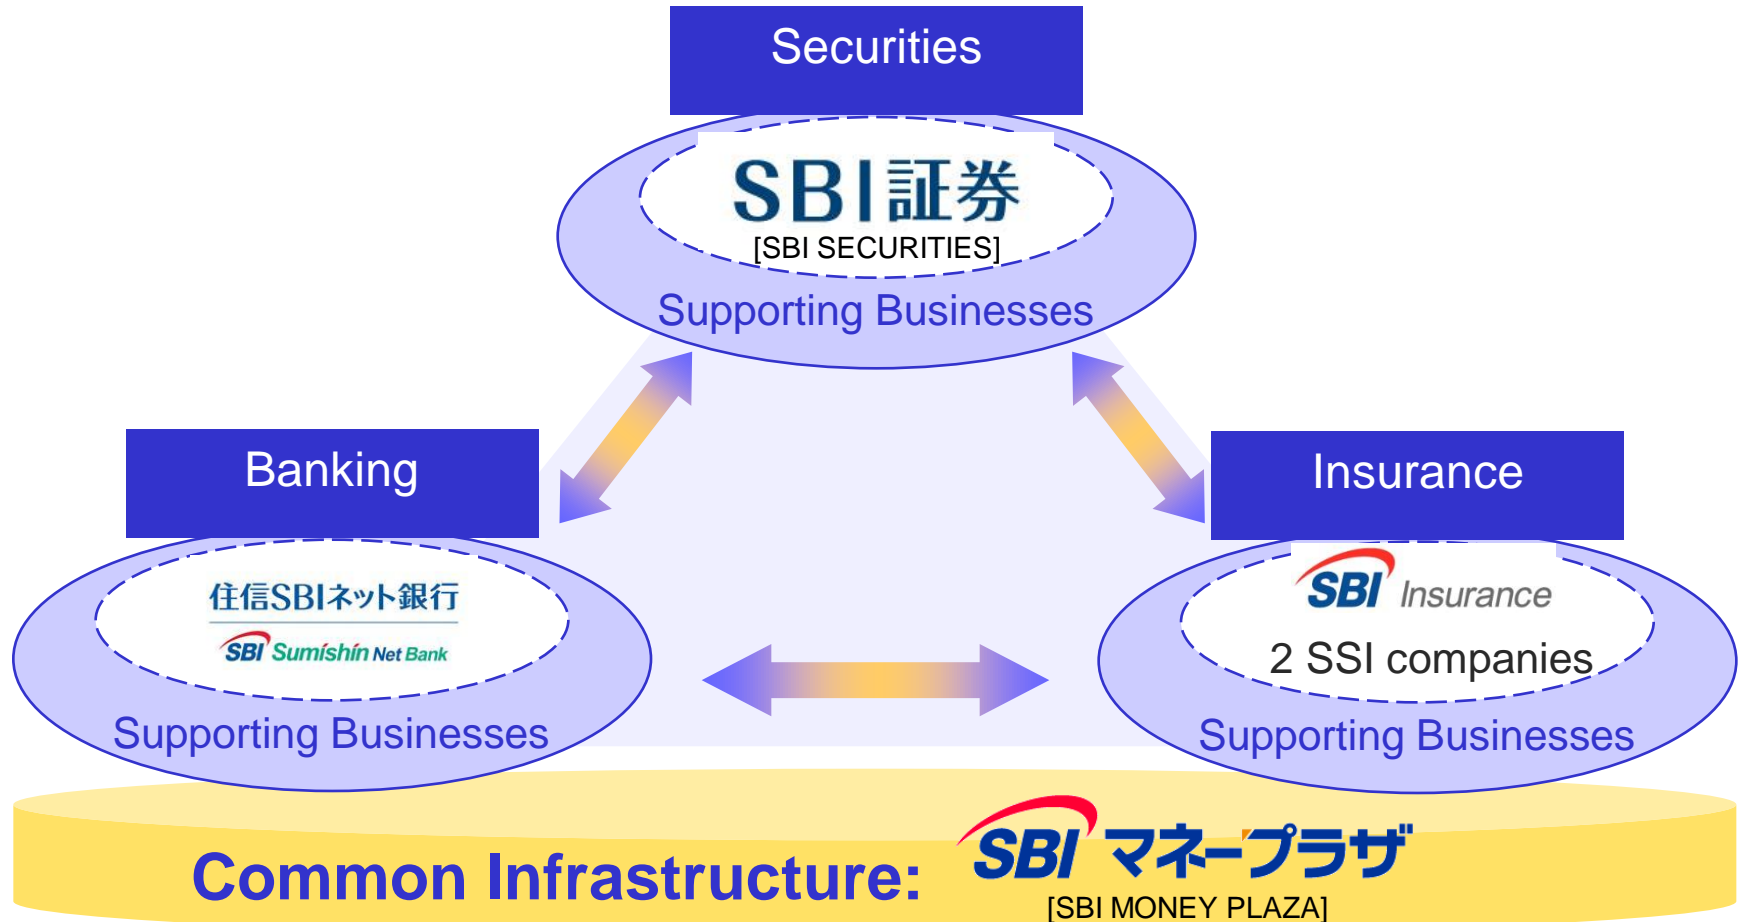 Securities
SBI証券
[SBI SECURITIES]
Supporting Businesses
Banking
住信SBIネット銀行
SBI Sumishin Net Bank
Supporting Businesses
Insurance
SBI Insurance
2 SSI companies
Supporting Businesses
Common Infrastructure: SBI マネープラザ
[SBI MONEY PLAZA]